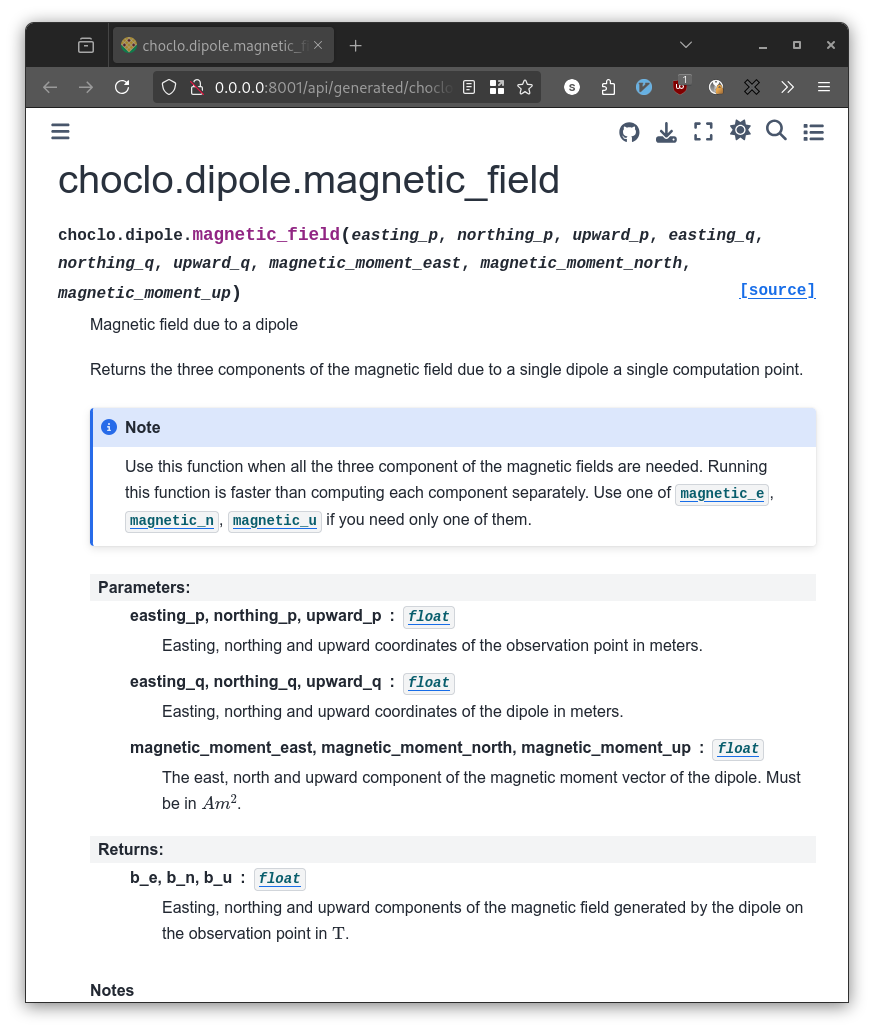 choclo.dipole.magnetic_f
0.0.0.0:8001/api/generated/choclo
S
1
choclo.dipole.magnetic_field
choclo.dipole.magnetic_field(easting_p, northing_p, upward_p, easting_q,
northing_q, upward_q, magnetic_moment_east, magnetic_moment_north,
magnetic_moment_up)
[source]
Magnetic field due to a dipole
Returns the three components of the magnetic field due to a single dipole a single computation point.
Note
Use this function when all the three component of the magnetic fields are needed. Running
this function is faster than computing each component separately. Use one of magnetic_e,
magnetic_n, magnetic_u if you need only one of them.
Parameters:
easting_p, northing_p, upward_p : float
Easting, northing and upward coordinates of the observation point in meters.
easting_q, northing_q, upward_q : float
Easting, northing and upward coordinates of the dipole in meters.
magnetic_moment_east, magnetic_moment_north, magnetic_moment_up : float
The east, north and upward component of the magnetic moment vector of the dipole. Must
be in Am².
Returns:
b_e, b_n, b_u : float
Easting, northing and upward components of the magnetic field generated by the dipole on
the observation point in T.
Notes